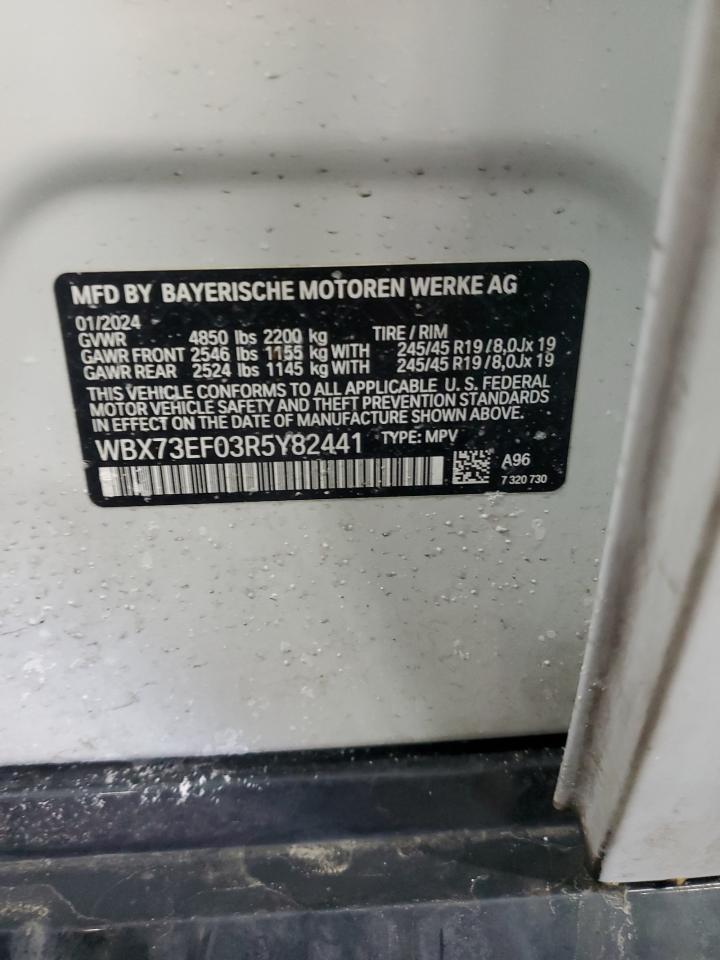 MFD BY BAYERISCHE MOTOREN WERKE AG
01/2024
GVWR 4850 lbs 2200 kg TIRE / RIM
GAWR FRONT 2546 lbs 1155 kg WITH 245/45 R19 /8,0Jx 19
GAWR REAR 2524 lbs 1145 kg WITH 245/45 R19 /8,0Jx 19
THIS VEHICLE CONFORMS TO ALL APPLICABLE U. S. FEDERAL
MOTOR VEHICLE SAFETY AND THEFT PREVENTION STANDARDS
IN EFFECT ON THE DATE OF MANUFACTURE SHOWN ABOVE.
WBX73EF03R5Y82441 TYPE: MPV
A96
7 320 730